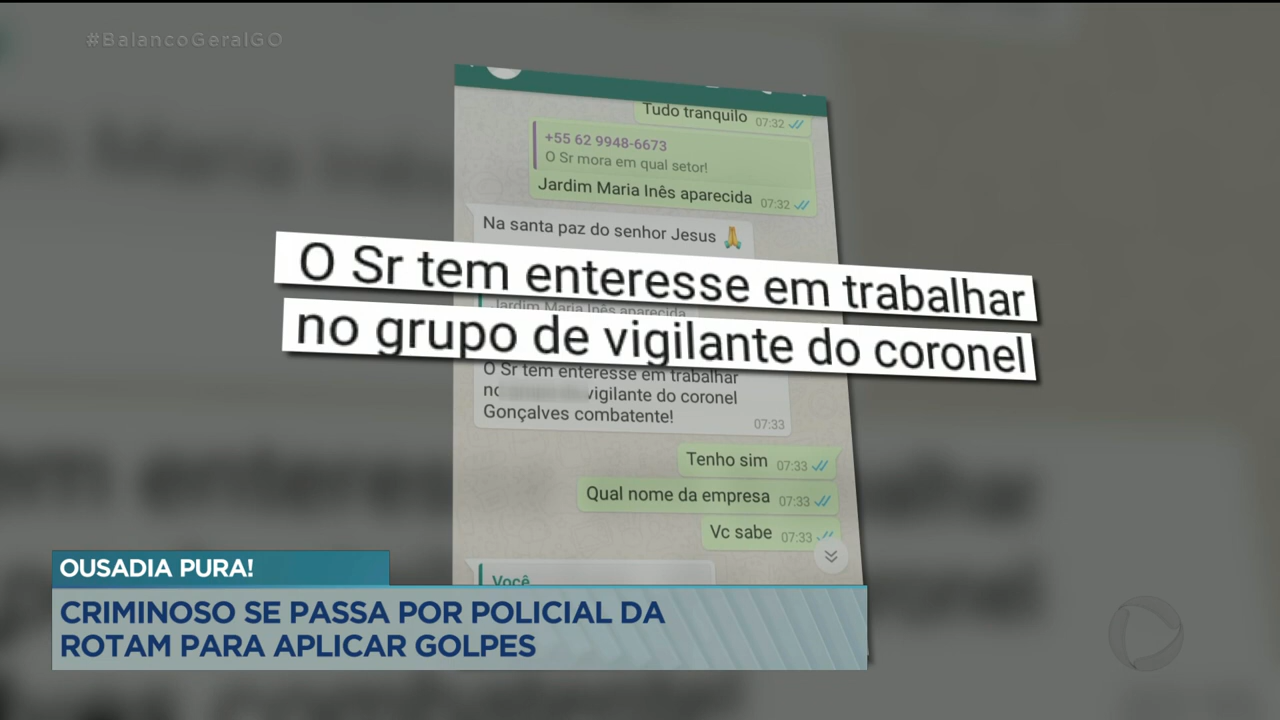 #BalancoGeralGO
Tudo tranquilo 07:32
+55 62 9948-6673
O Sr mora em qual setor!
Jardim Maria Inês aparecida 07:32
Na santa paz do senhor Jesus 🙏
O Sr tem enteresse em trabalhar
Jardim Maria Inês aparecida
no grupo de vigilante do coronel
O Sr tem enteresse em trabalhar
vigilante do coronel
Gonçalves combatente! 07:33
Tenho sim 07:33
Qual nome da empresa 07:33
Vc sabe 07:33
Você
OUSADIA PURA!
CRIMINOSO SE PASSA POR POLICIAL DA
ROTAM PARA APLICAR GOLPES